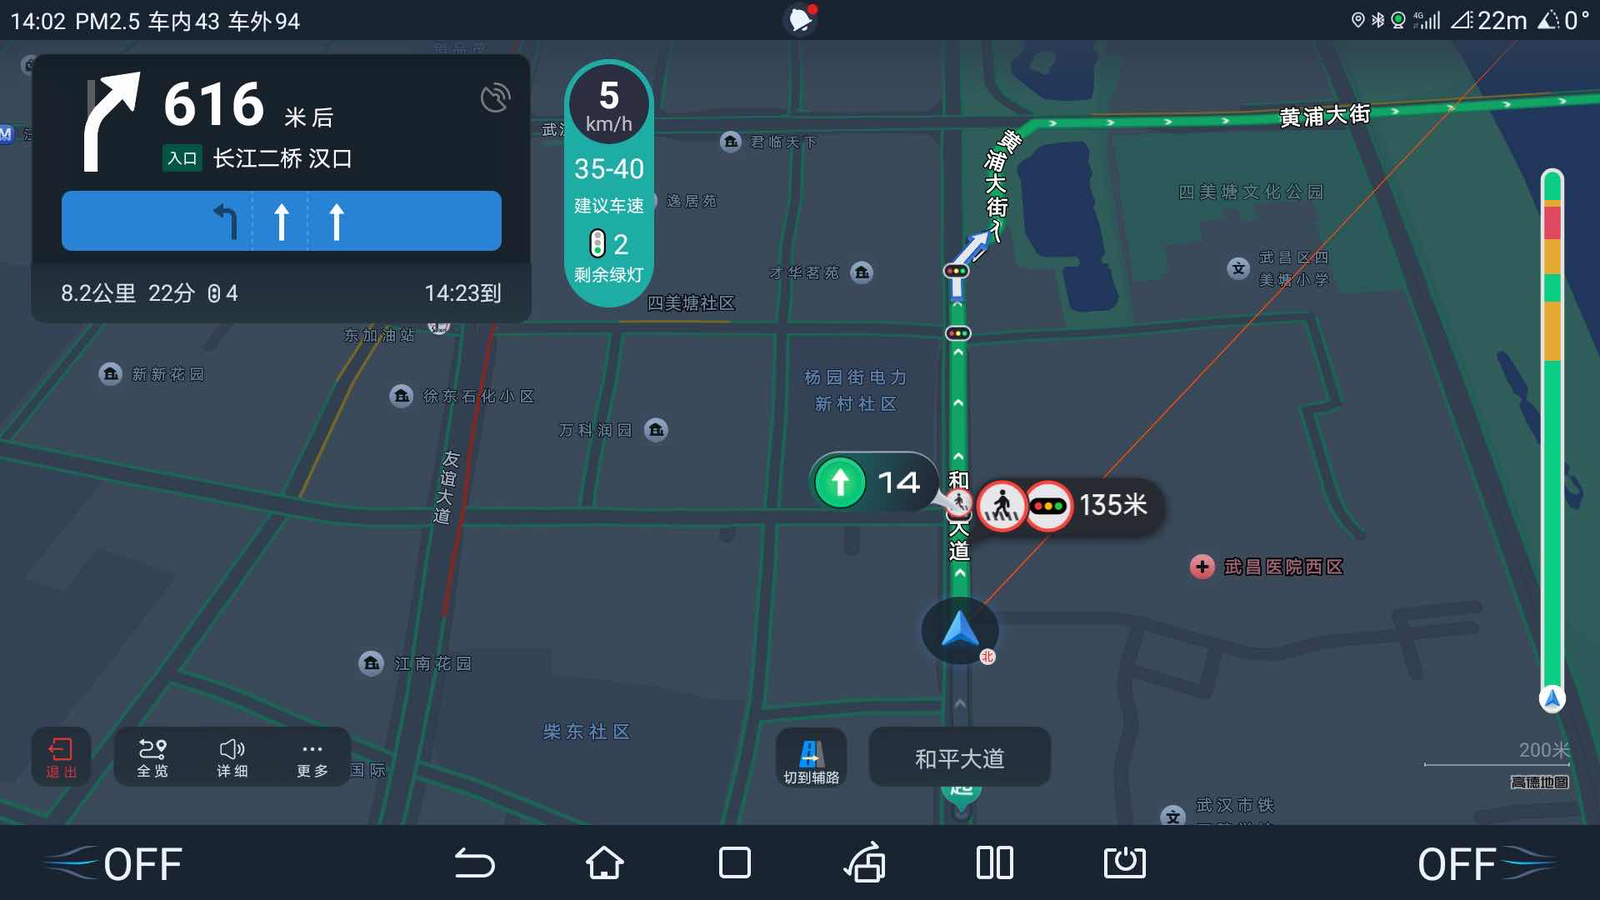 14:02 PM2.5 车内43 车外94
4G
22m
0°
616 米后
入口 长江二桥 汉口
8.2公里 22分 4
14:23到
5
km/h
35-40
建议车速
2
剩余绿灯
黄浦大街
黄浦大街入
君临天下
逸居苑
才华茗苑
四美塘社区
四美塘文化公园
武昌区四
美塘小学
东加油站
新新花园
徐东石化小区
万科润园
杨园街电力
新村社区
友谊大道
14
和
大道
135米
武昌医院西区
北
江南花园
柴东社区
国际
退出
全览
详细
更多
切到辅路
和平大道
起
武汉市铁
200米
高德地图
OFF
OFF